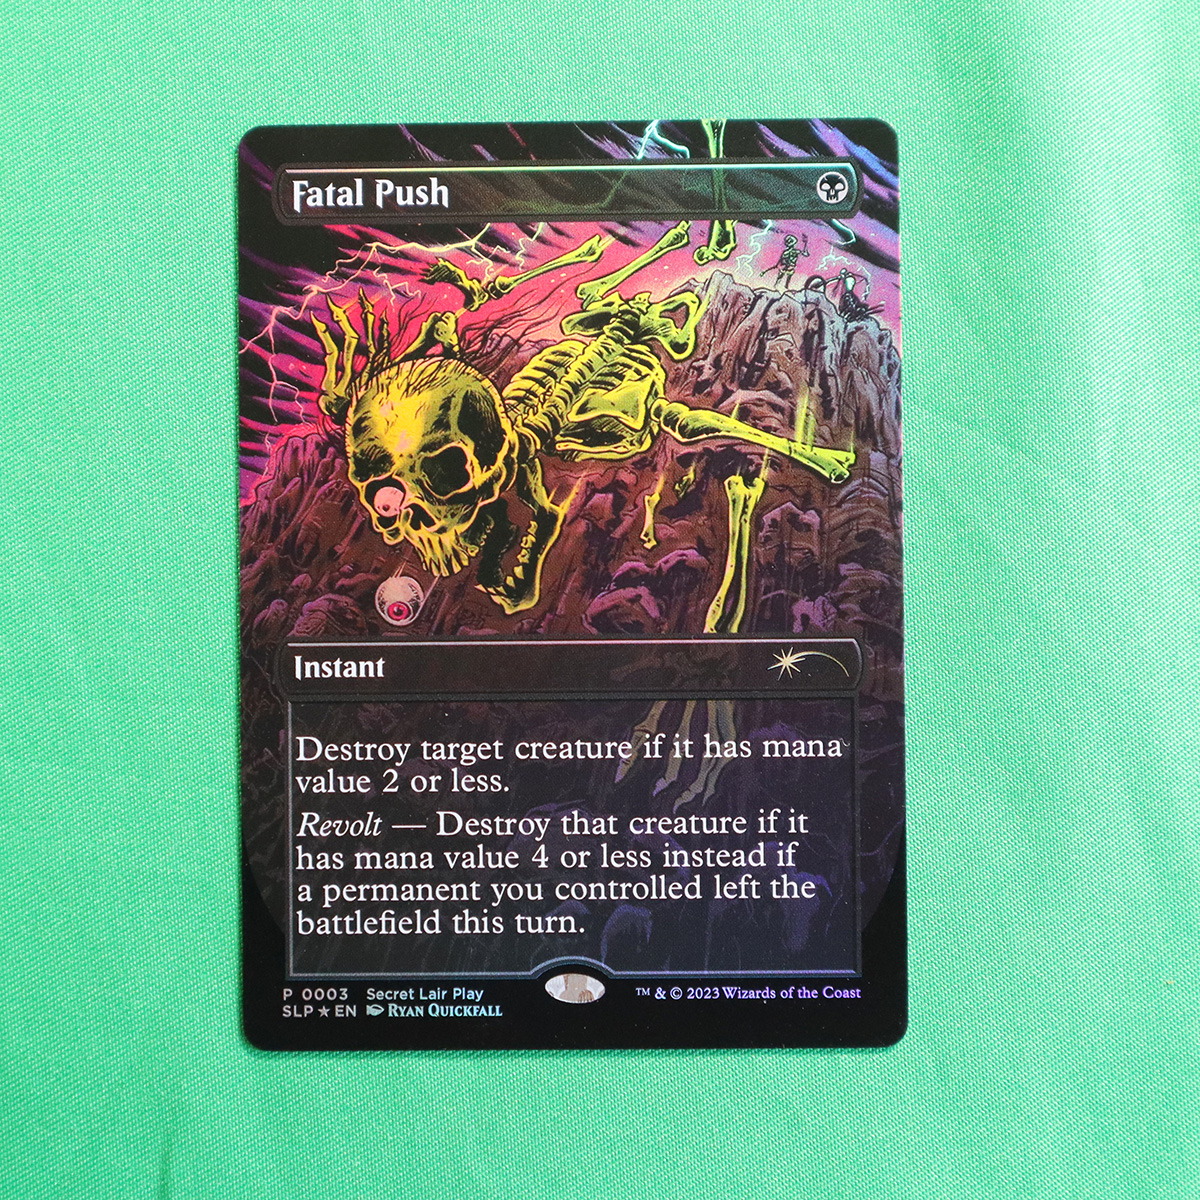 Fatal Push
Instant
Destroy target creature if it has mana
value 2 or less.
Revolt — Destroy that creature if it
has mana value 4 or less instead if
a permanent you controlled left the
battlefield this turn.
P 0003 Secret Lair Play
SLP ★ EN Ryan Quickfall
™ & © 2023 Wizards of the Coast